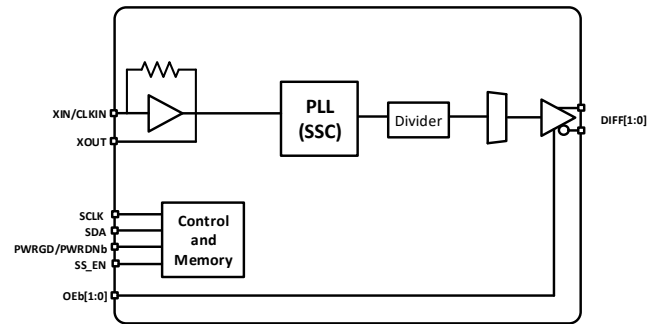 XIN/CLKIN
XOUT
PLL
(SSC)
Divider
DIFF[1:0]
SCLK
SDA
PWRGD/PWRDNb
SS_EN
Control
and
Memory
OEb[1:0]